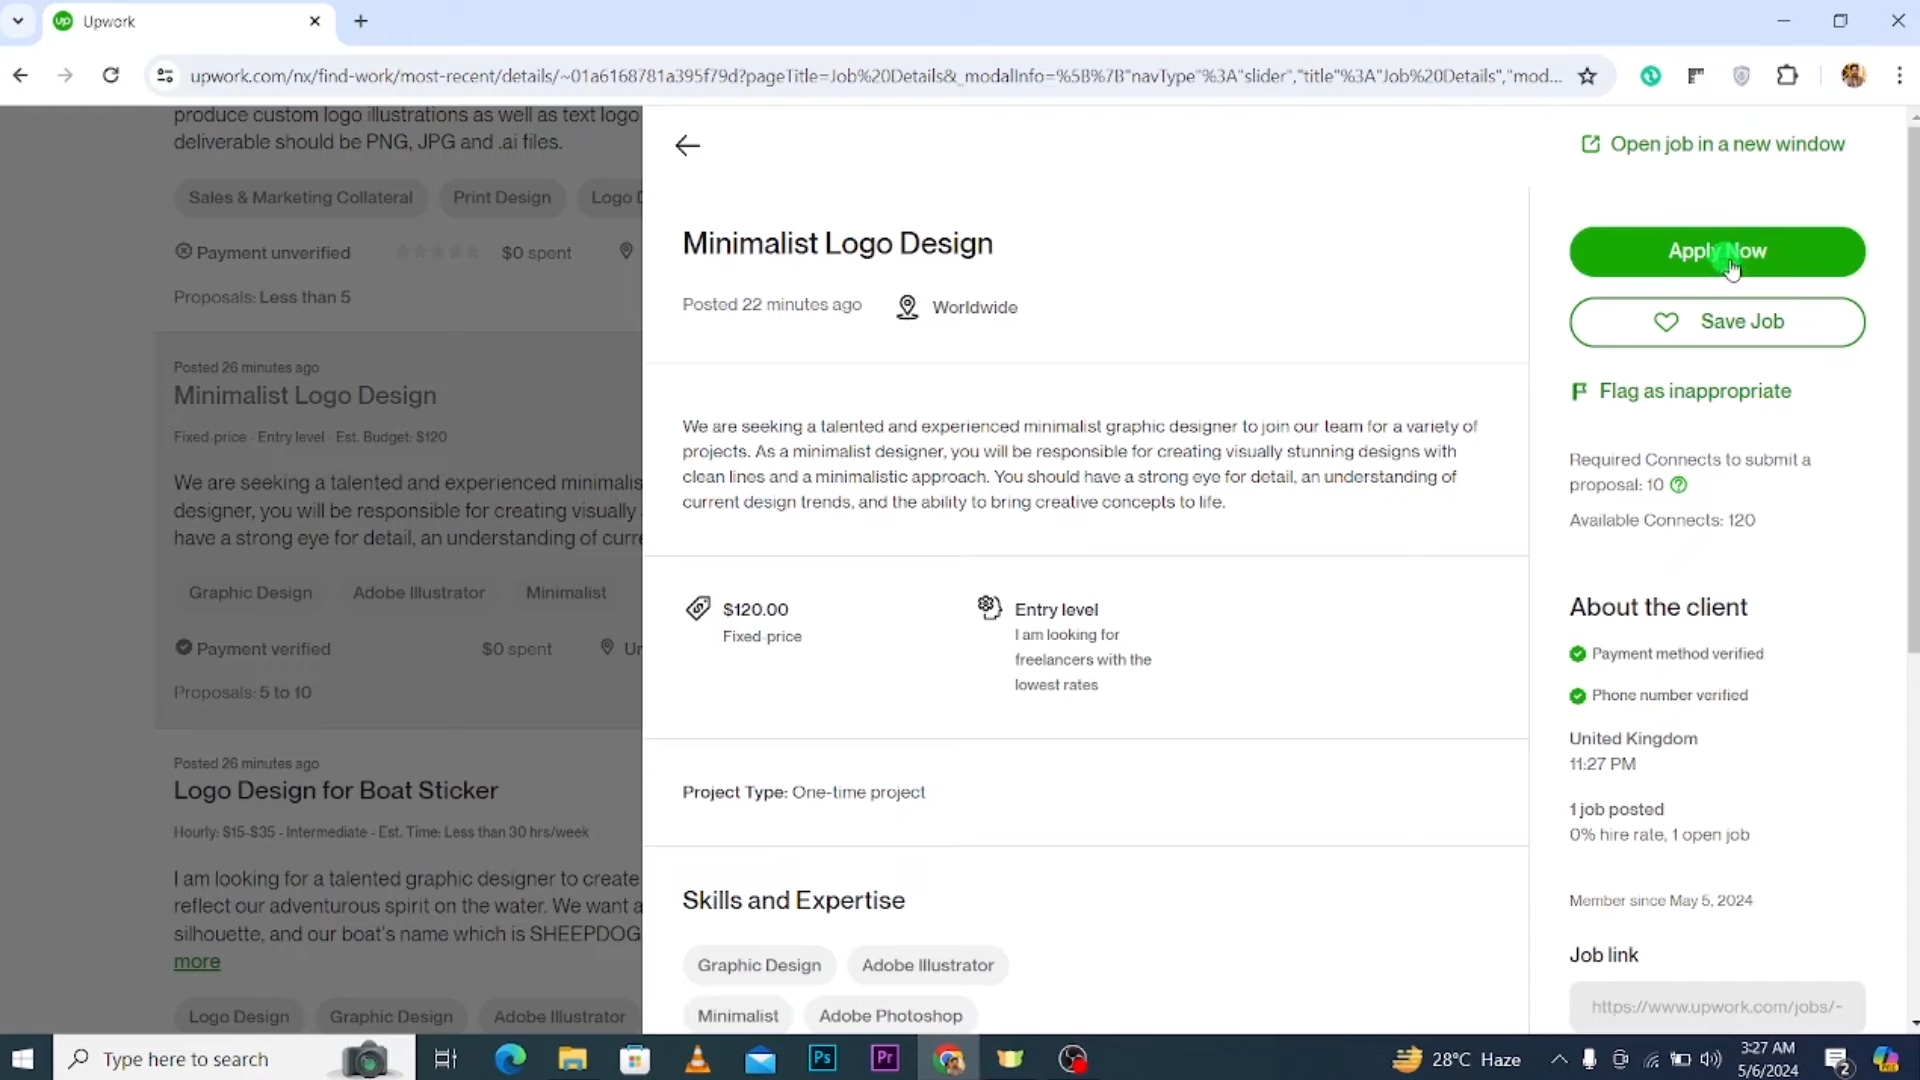 Upwork
upwork.com/nx/find-work/most-recent/details/~01a6168781a395f79d?pageTitle=Job%20Details&_modalInfo=%5B%7B"navType"%3A"slider","title"%3A"Job%20Details","mod...
produce custom logo illustrations as well as text logo
deliverable should be PNG, JPG and .ai files.
Sales & Marketing Collateral
Print Design
Logo D
Payment unverified
$0 spent
Proposals: Less than 5
Posted 26 minutes ago
Minimalist Logo Design
Fixed-price - Entry level - Est. Budget: $120
We are seeking a talented and experienced minimalis
designer, you will be responsible for creating visually
have a strong eye for detail, an understanding of curre
Graphic Design
Adobe Illustrator
Minimalist
Payment verified
$0 spent
Un
Proposals: 5 to 10
Posted 26 minutes ago
Logo Design for Boat Sticker
Hourly: $15-$35 - Intermediate - Est. Time: Less than 30 hrs/week
I am looking for a talented graphic designer to create
reflect our adventurous spirit on the water. We want a
silhouette, and our boat's name which is SHEEPDOG
more
Logo Design
Graphic Design
Adobe Illustrator
Open job in a new window
Minimalist Logo Design
Posted 22 minutes ago
Worldwide
We are seeking a talented and experienced minimalist graphic designer to join our team for a variety of
projects. As a minimalist designer, you will be responsible for creating visually stunning designs with
clean lines and a minimalistic approach. You should have a strong eye for detail, an understanding of
current design trends, and the ability to bring creative concepts to life.
$120.00
Fixed-price
Entry level
I am looking for
freelancers with the
lowest rates
Project Type: One-time project
Skills and Expertise
Graphic Design
Adobe Illustrator
Minimalist
Adobe Photoshop
Apply Now
Save Job
Flag as inappropriate
Required Connects to submit a
proposal: 10
Available Connects: 120
About the client
Payment method verified
Phone number verified
United Kingdom
11:27 PM
1 job posted
0% hire rate, 1 open job
Member since May 5, 2024
Job link
https://www.upwork.com/jobs/~
Type here to search
Ps
Pr
28°C Haze
3:27 AM
5/6/2024
2